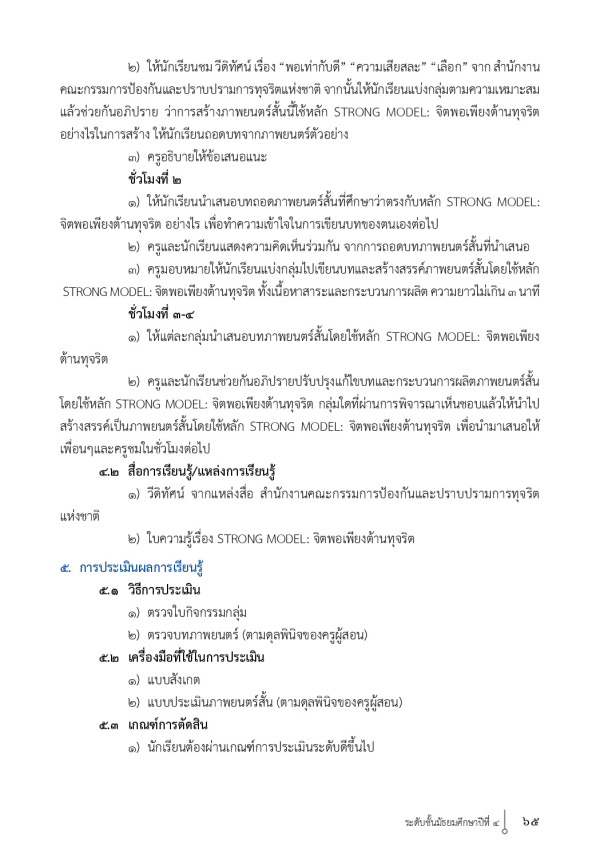 ๒) ให้นักเรียนชม วีดิทัศน์ เรื่อง “พอเท่ากับดี” “ความเสียสละ” “เลือก” จาก สำนักงาน
คณะกรรมการป้องกันและปราบปรามการทุจริตแห่งชาติ จากนั้นให้นักเรียนแบ่งกลุ่มตามความเหมาะสม
แล้วช่วยกันอภิปราย ว่าการสร้างภาพยนตร์สั้นนี้ใช้หลัก STRONG MODEL: จิตพอเพียงต้านทุจริต
อย่างไรในการสร้าง ให้นักเรียนถอดบทจากภาพยนตร์ตัวอย่าง
๓) ครูอธิบายให้ข้อเสนอแนะ
ชั่วโมงที่ ๒
๑) ให้นักเรียนนำเสนอบทถอดภาพยนตร์สั้นที่ศึกษาว่าตรงกับหลัก STRONG MODEL:
จิตพอเพียงต้านทุจริต อย่างไร เพื่อทำความเข้าใจในการเขียนบทของตนเองต่อไป
๒) ครูและนักเรียนแสดงความคิดเห็นร่วมกัน จากการถอดบทภาพยนตร์สั้นที่นำเสนอ
๓) ครูมอบหมายให้นักเรียนแบ่งกลุ่มไปเขียนบทและสร้างสรรค์ภาพยนตร์สั้นโดยใช้หลัก
STRONG MODEL: จิตพอเพียงต้านทุจริต ทั้งเนื้อหาสาระและกระบวนการผลิต ความยาวไม่เกิน ๓ นาที
ชั่วโมงที่ ๓-๔
๑) ให้แต่ละกลุ่มนำเสนอบทภาพยนตร์สั้นโดยใช้หลัก STRONG MODEL: จิตพอเพียง
ต้านทุจริต
๒) ครูและนักเรียนช่วยกันอภิปรายปรับปรุงแก้ไขบทและกระบวนการผลิตภาพยนตร์สั้น
โดยใช้หลัก STRONG MODEL: จิตพอเพียงต้านทุจริต กลุ่มใดที่ผ่านการพิจารณาเห็นชอบแล้วให้นำไป
สร้างสรรค์เป็นภาพยนตร์สั้นโดยใช้หลัก STRONG MODEL: จิตพอเพียงต้านทุจริต เพื่อนำมาเสนอให้
เพื่อนๆและครูชมในชั่วโมงต่อไป
๔.๒ สื่อการเรียนรู้/แหล่งการเรียนรู้
๑) วีดิทัศน์ จากแหล่งสื่อ สำนักงานคณะกรรมการป้องกันและปราบปรามการทุจริต
แห่งชาติ
๒) ใบความรู้เรื่อง STRONG MODEL: จิตพอเพียงต้านทุจริต
๕. การประเมินผลการเรียนรู้
๕.๑ วิธีการประเมิน
๑) ตรวจใบกิจกรรมกลุ่ม
๒) ตรวจบทภาพยนตร์ (ตามดุลพินิจของครูผู้สอน)
๕.๒ เครื่องมือที่ใช้ในการประเมิน
๑) แบบสังเกต
๒) แบบประเมินภาพยนตร์สั้น (ตามดุลพินิจของครูผู้สอน)
๕.๓ เกณฑ์การตัดสิน
๑) นักเรียนต้องผ่านเกณฑ์การประเมินระดับดีขึ้นไป
ระดับชั้นมัธยมศึกษาปีที่ ๔ ๖๕